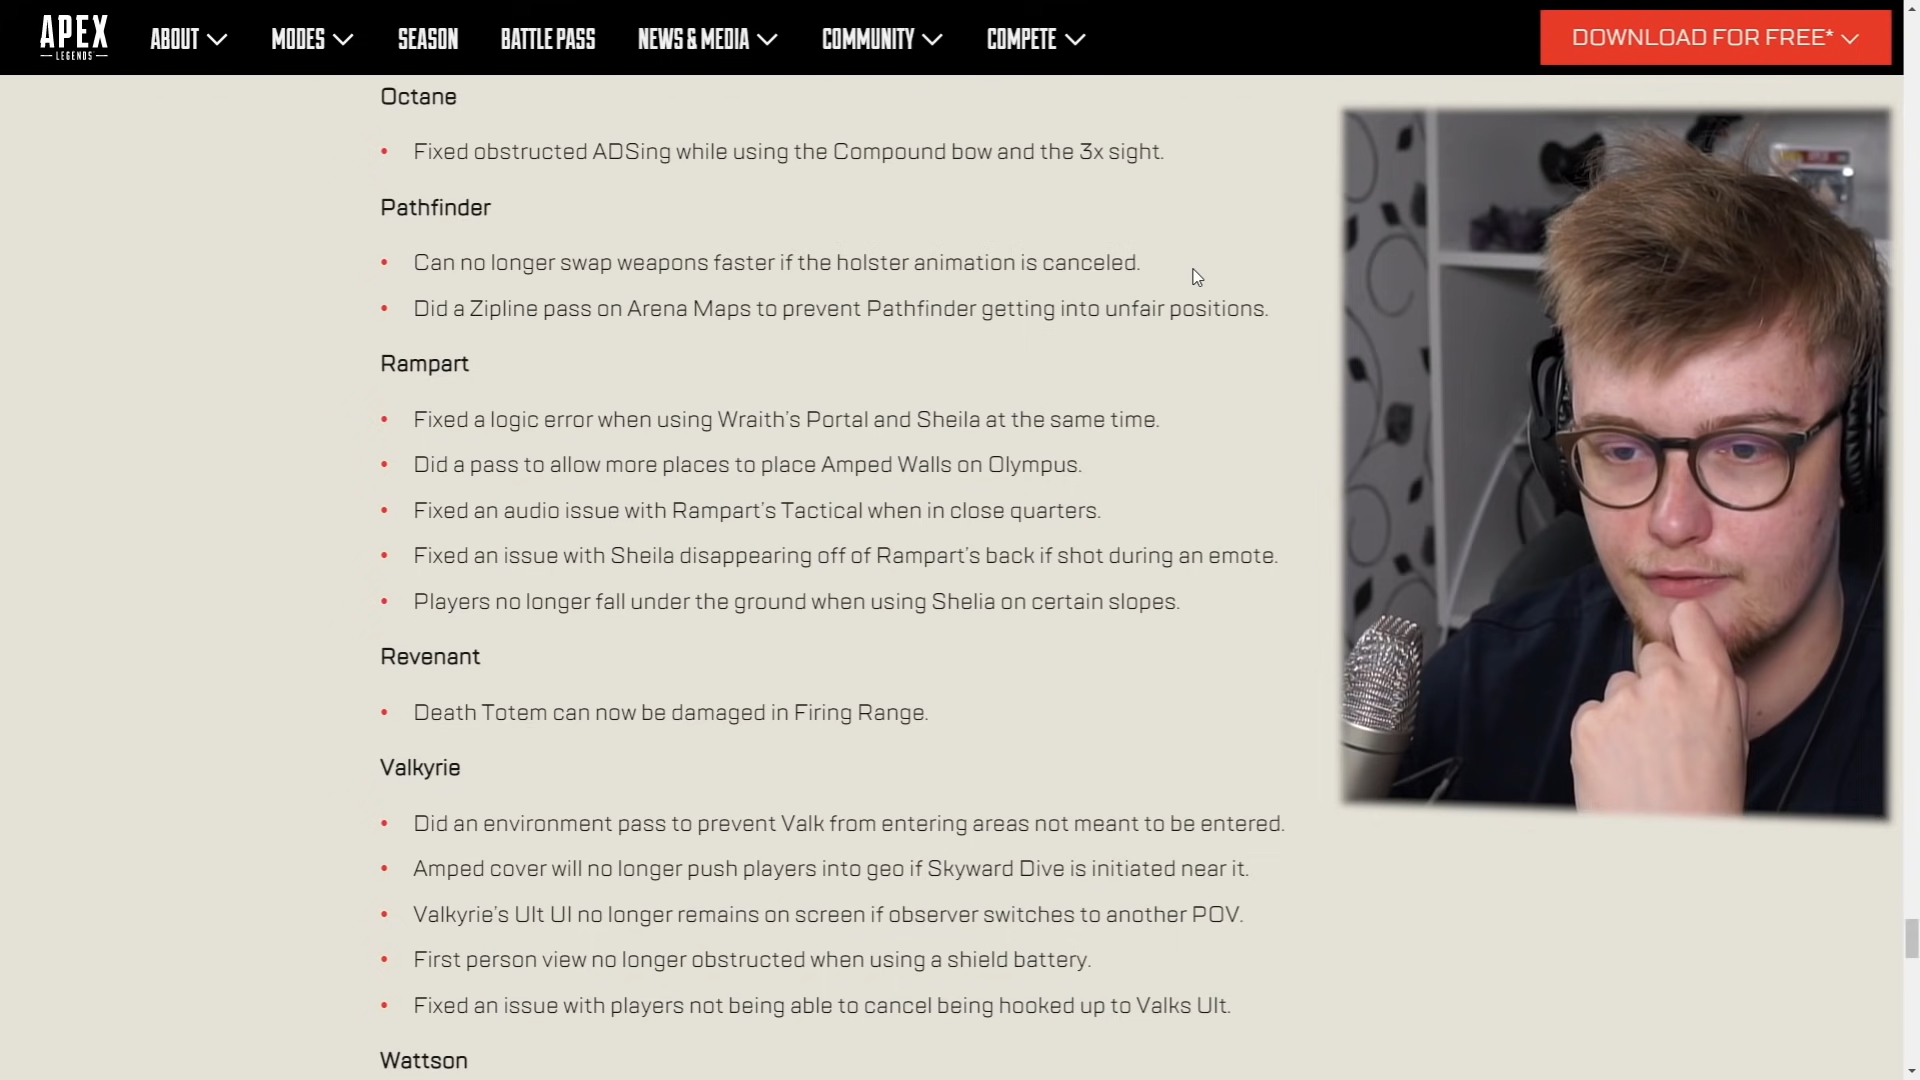 APEX
LEGENDS
ABOUT
MODES
SEASON
BATTLE PASS
NEWS & MEDIA
COMMUNITY
COMPETE
DOWNLOAD FOR FREE*
Octane
• Fixed obstructed ADSing while using the Compound bow and the 3x sight.
Pathfinder
• Can no longer swap weapons faster if the holster animation is canceled.
• Did a Zipline pass on Arena Maps to prevent Pathfinder getting into unfair positions.
Rampart
• Fixed a logic error when using Wraith's Portal and Sheila at the same time.
• Did a pass to allow more places to place Amped Walls on Olympus.
• Fixed an audio issue with Rampart's Tactical when in close quarters.
• Fixed an issue with Sheila disappearing off of Rampart's back if shot during an emote.
• Players no longer fall under the ground when using Shelia on certain slopes.
Revenant
• Death Totem can now be damaged in Firing Range.
Valkyrie
• Did an environment pass to prevent Valk from entering areas not meant to be entered.
• Amped cover will no longer push players into geo if Skyward Dive is initiated near it.
• Valkyrie's Ult UI no longer remains on screen if observer switches to another POV.
• First person view no longer obstructed when using a shield battery.
• Fixed an issue with players not being able to cancel being hooked up to Valks Ult.
Wattson